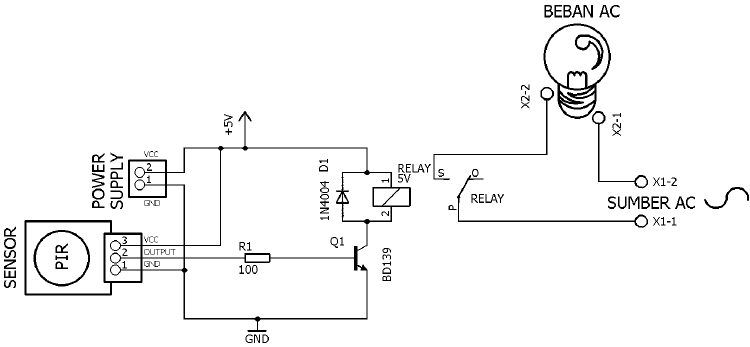 BEBAN AC
X2-2
X2-1
+5V
POWER
SUPPLY
VCC
2
1
GND
D1
1N4004
1
2
RELAY
5V
S
O
P
RELAY
X1-2
SUMBER AC
X1-1
SENSOR
PIR
3
2
1
VCC
OUTPUT
GND
R1
100
Q1
BD139
GND